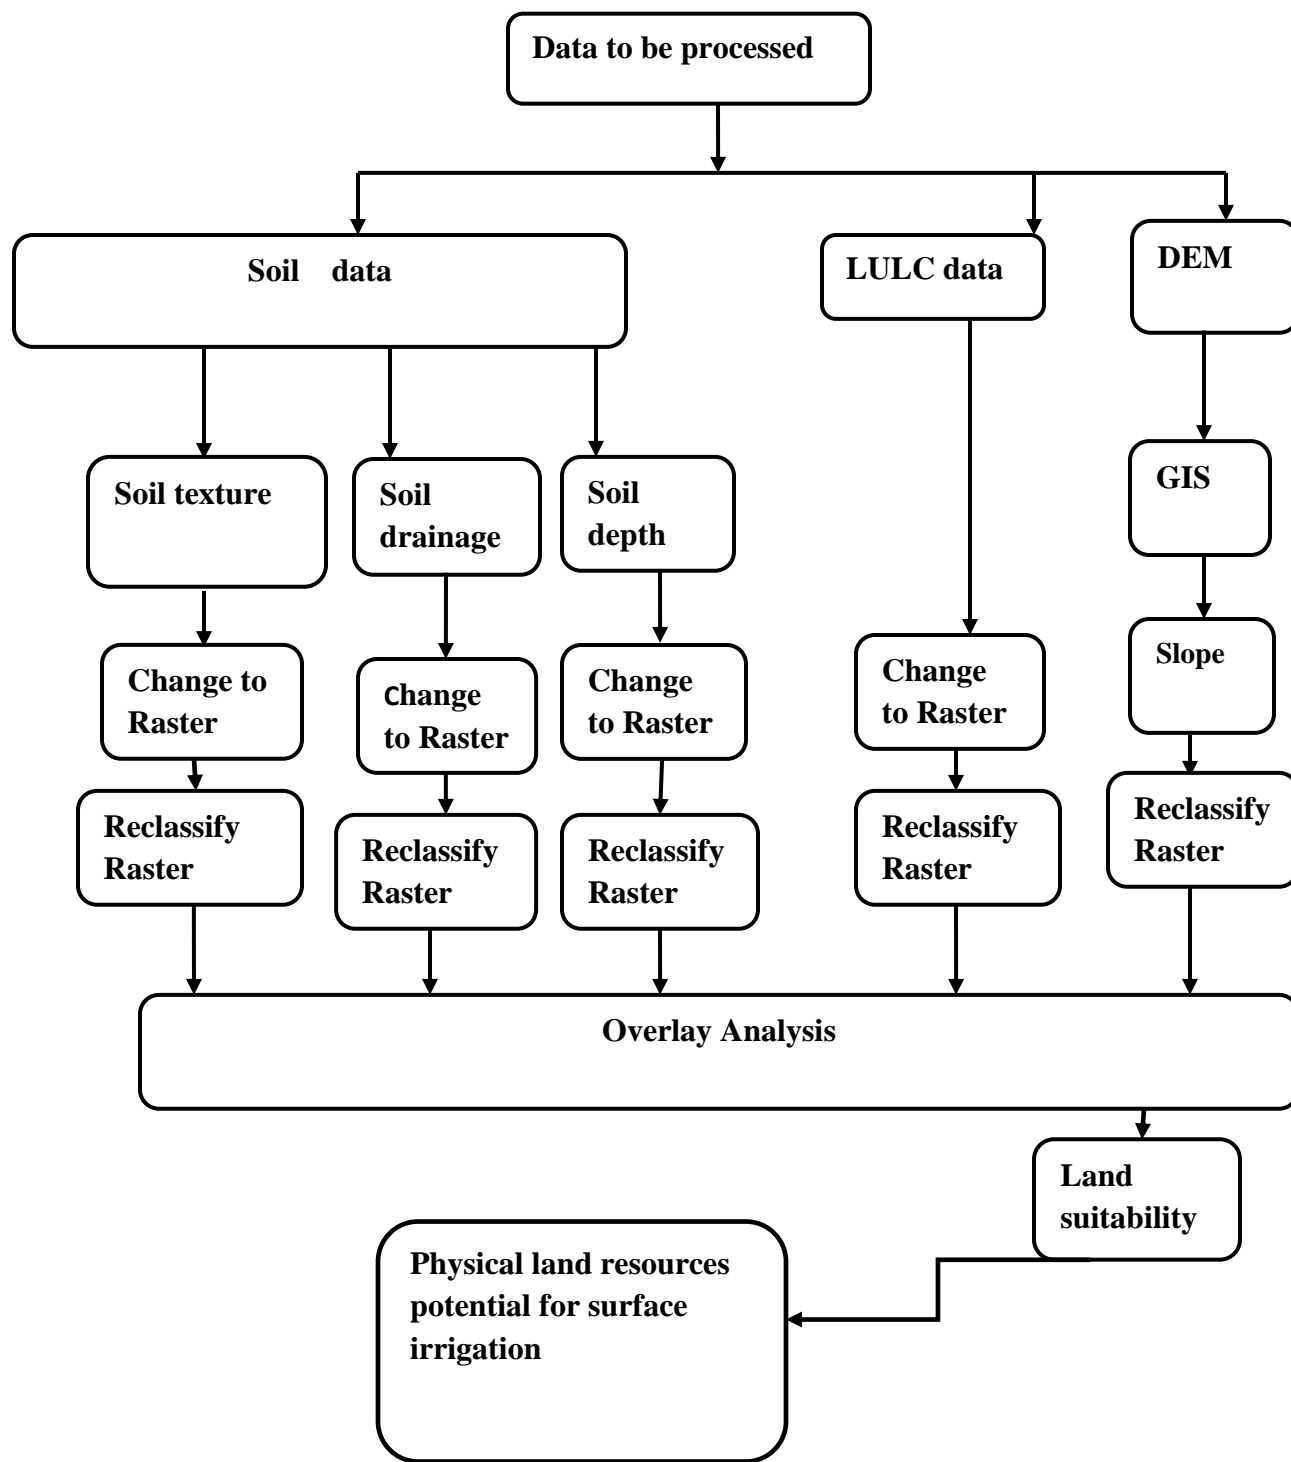 Data to be processed
Soil data
LULC data
DEM
Soil texture
Soil
drainage
Soil
depth
GIS
Slope
Change to
Raster
Change
to Raster
Change
to Raster
Change
to Raster
Reclassify
Raster
Reclassify
Raster
Reclassify
Raster
Reclassify
Raster
Reclassify
Raster
Overlay Analysis
Land
suitability
Physical land resources
potential for surface
irrigation